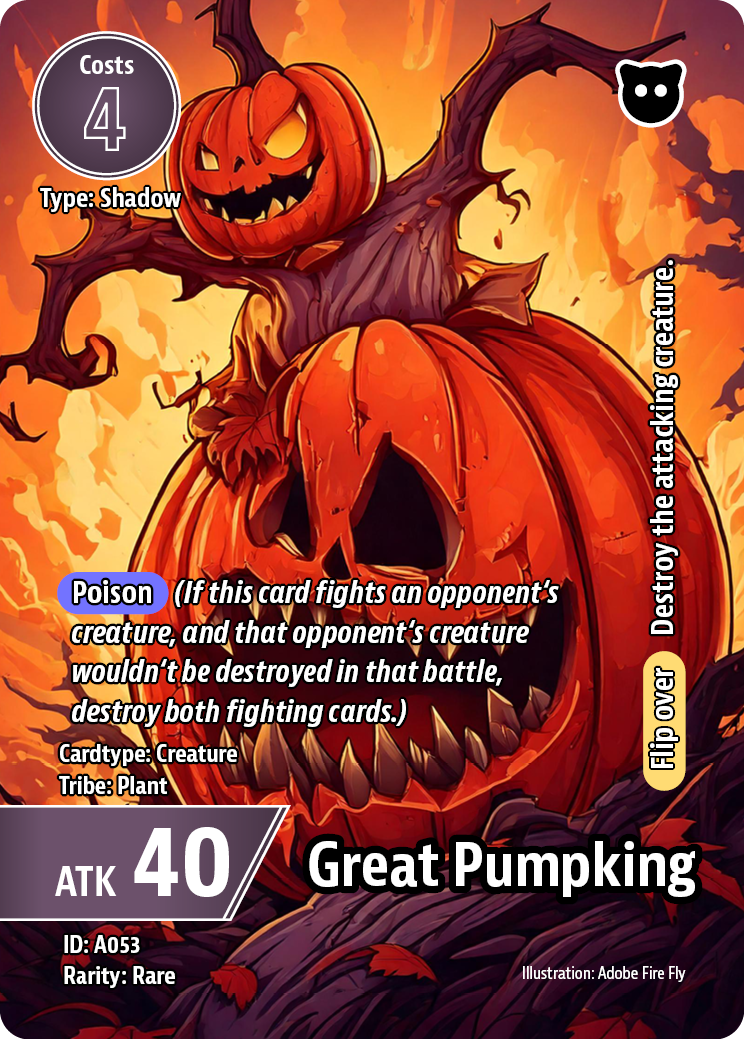 Costs
4
Type: Shadow
Flip over Destroy the attacking creature.
Poison (If this card fights an opponent‘s
creature, and that opponent‘s creature
wouldn‘t be destroyed in that battle,
destroy both fighting cards.)
Cardtype: Creature
Tribe: Plant
ATK 40
Great Pumpking
ID: A053
Rarity: Rare
Illustration: Adobe Fire Fly